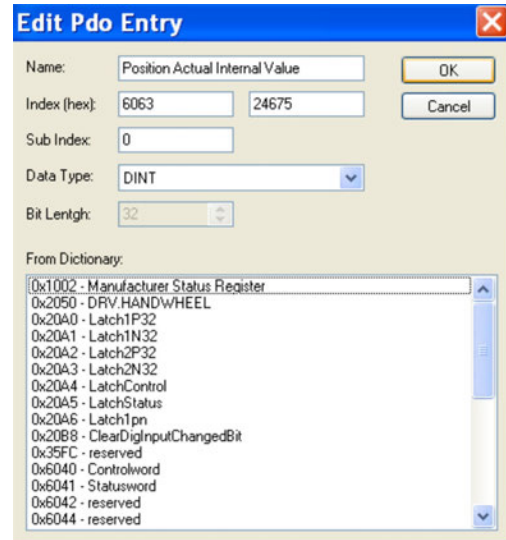 Edit Pdo Entry
Name: Position Actual Internal Value OK
Index (hex): 6063 24675 Cancel
Sub Index: 0
Data Type: DINT
Bit Lentgh: 32
From Dictionary:
0x1002 - Manufacturer Status Register
0x2050 - DRV.HANDWHEEL
0x20A0 - Latch1P32
0x20A1 - Latch1N32
0x20A2 - Latch2P32
0x20A3 - Latch2N32
0x20A4 - LatchControl
0x20A5 - LatchStatus
0x20A6 - Latch1pn
0x20B8 - ClearDigInputChangedBit
0x35FC - reserved
0x6040 - Controlword
0x6041 - Statusword
0x6042 - reserved
0x6044 - reserved